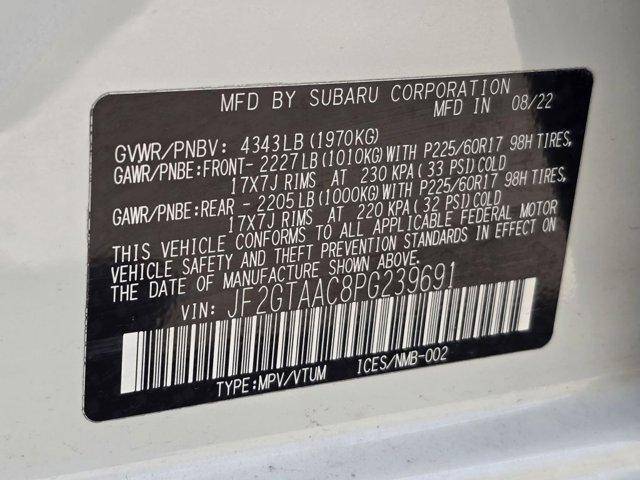 MFD BY SUBARU CORPORATION
MFD IN 08/22
GVWR/PNBV: 4343LB (1970KG)
GAWR/PNBE:FRONT- 2227LB (1010KG)WITH P225/60R17 98H TIRES,
17X7J RIMS AT 230 KPA ( 33 PSI)COLD
GAWR/PNBE:REAR - 2205LB (1000KG)WITH P225/60R17 98H TIRES,
17X7J RIMS AT 220 KPA( 32 PSI)COLD
THIS VEHICLE CONFORMS TO ALL APPLICABLE FEDERAL MOTOR
VEHICLE SAFETY AND THEFT PREVENTION STANDARDS IN EFFECT ON
THE DATE OF MANUFACTURE SHOWN ABOVE.
VIN: JF2GTAAC8PG239691
TYPE:MPV/VTUM ICES/NMB-002